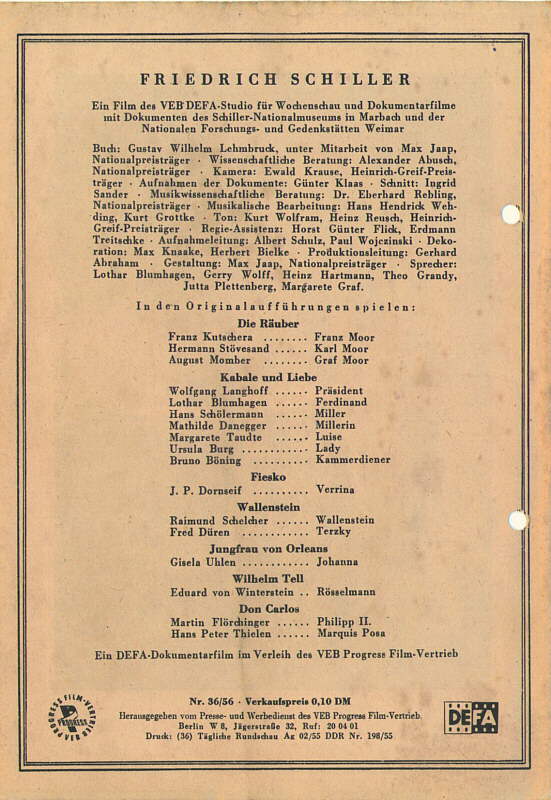 FRIEDRICH SCHILLER
Ein Film des VEB DEFA-Studio für Wochenschau und Dokumentarfilme
mit Dokumenten des Schiller-Nationalmuseums in Marbach und der
Nationalen Forschungs- und Gedenkstätten Weimar
Buch: Gustav Wilhelm Lehmbruck, unter Mitarbeit von Max Jaap,
Nationalpreisträger · Wissenschaftliche Beratung: Alexander Abusch,
Nationalpreisträger · Kamera: Ewald Krause, Heinrich-Greif-Preis-
träger · Aufnahmen der Dokumente: Günter Klaas · Schnitt: Ingrid
Sander · Musikwissenschaftliche Beratung: Dr. Eberhard Rebling,
Nationalpreisträger · Musikalische Bearbeitung: Hans Hendrick Weh-
ding, Kurt Grottke · Ton: Kurt Wolfram, Heinz Reusch, Heinrich-
Greif-Preisträger · Regie-Assistenz: Horst Günter Flick, Erdmann
Treitschke · Aufnahmeleitung: Albert Schulz, Paul Wojczinski · Deko-
ration: Max Knaake, Herbert Bielke · Produktionsleitung: Gerhard
Abraham · Gestaltung: Max Jaap, Nationalpreisträger · Sprecher:
Lothar Blumhagen, Gerry Wolff, Heinz Hartmann, Theo Grandy,
Jutta Plettenberg, Margarete Graf.
In den Originalaufführungen spielen:
Die Räuber
Franz Kutschera ........ Franz Moor
Hermann Stövesand ...... Karl Moor
August Momber ........ Graf Moor
Kabale und Liebe
Wolfgang Langhoff ...... Präsident
Lothar Blumhagen ...... Ferdinand
Hans Schölermann ...... Miller
Mathilde Danegger ...... Millerin
Margarete Taudte ...... Luise
Ursula Burg ............ Lady
Bruno Böning .......... Kammerdiener
Fiesko
J. P. Dornseif .......... Verrina
Wallenstein
Raimund Schelcher ...... Wallenstein
Fred Düren ............ Terzky
Jungfrau von Orleans
Gisela Uhlen ............ Johanna
Wilhelm Tell
Eduard von Winterstein .. Rösselmann
Don Carlos
Martin Flörchinger ...... Philipp II.
Hans Peter Thielen ...... Marquis Posa
Ein DEFA-Dokumentarfilm im Verleih des VEB Progress Film-Vertrieb
Nr. 36/56 · Verkaufspreis 0,10 DM
Herausgegeben vom Presse- und Werbedienst des VEB Progress Film-Vertrieb.
Berlin W 8, Jägerstraße 32, Ruf: 20 04 01
Druck: (36) Tägliche Rundschau Ag 02/55 DDR Nr. 198/55
VEB PROGRESS FILM-VERTRIEB
PROGRESS
DEFA